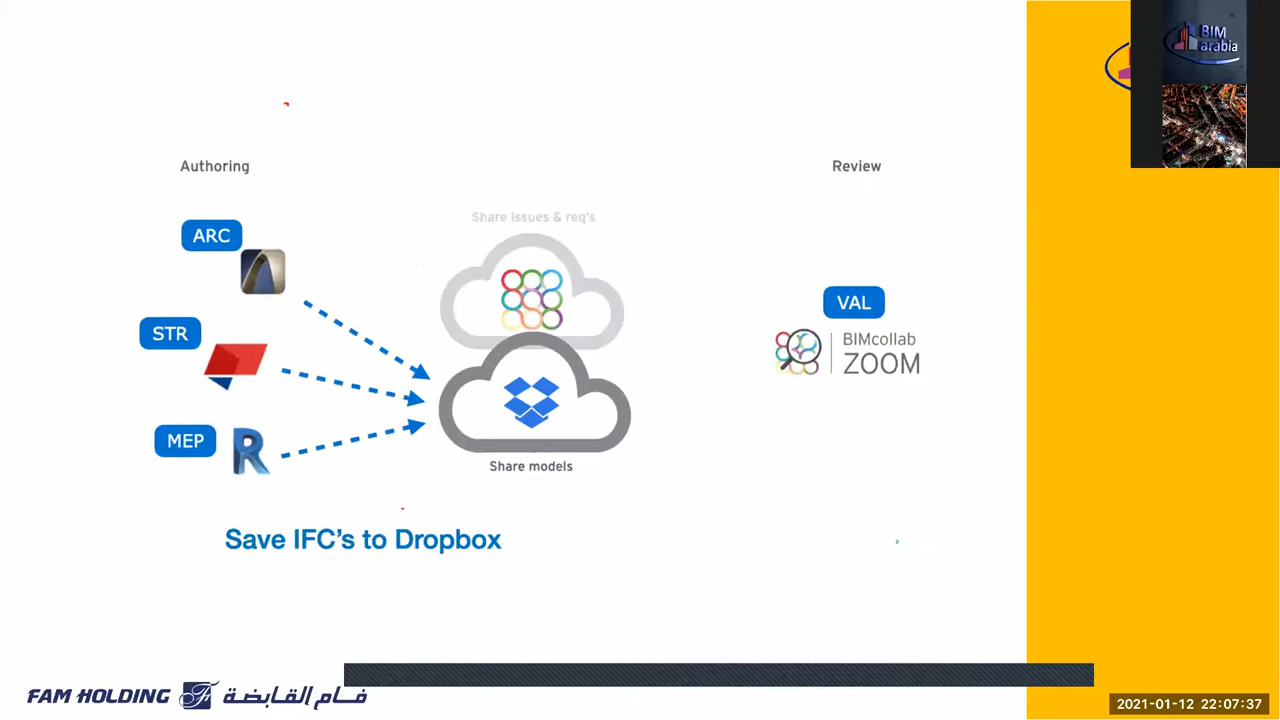 BIM
arabia
Authoring
Review
Share issues & req's
ARC
VAL
STR
BIMcollab
ZOOM
MEP
Share models
Save IFC's to Dropbox
FAM HOLDING فام القابضة
2021-01-12 22:07:37